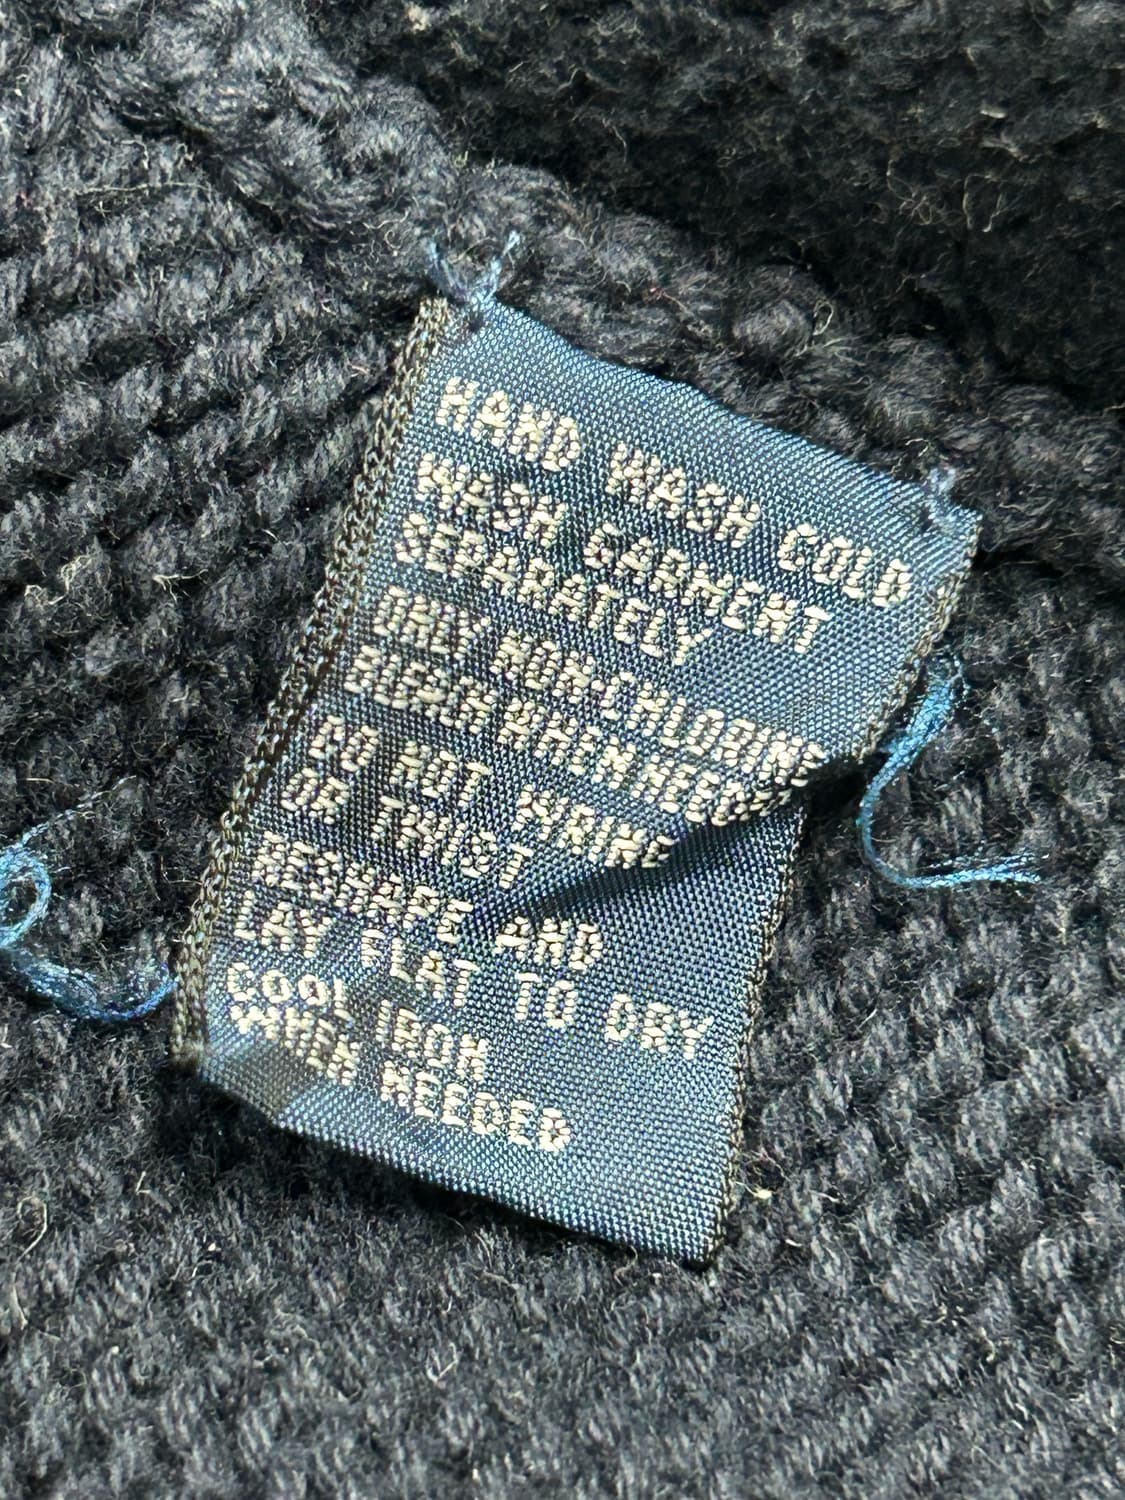 HAND WASH COLD
WASH GARMENT
SEPARATELY
ONLY NON-CHLORINE
BLEACH WHEN NEEDED
DO NOT WRING
OR TWIST
RESHAPE AND
LAY FLAT TO DRY
COOL IRON
WHEN NEEDED